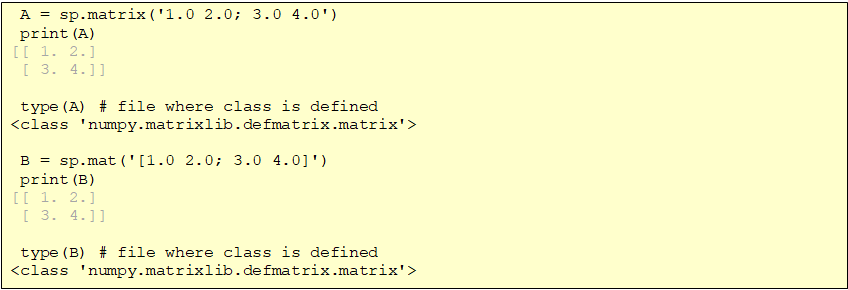 A = sp.matrix('1.0 2.0; 3.0 4.0')
print(A)
[[ 1. 2.]
[ 3. 4.]]
type(A) # file where class is defined
<class 'numpy.matrixlib.defmatrix.matrix'>
B = sp.mat('[1.0 2.0; 3.0 4.0]')
print(B)
[[ 1. 2.]
[ 3. 4.]]
type(B) # file where class is defined
<class 'numpy.matrixlib.defmatrix.matrix'>